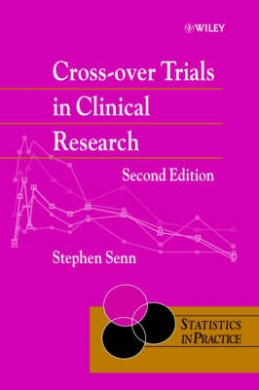 WILEY
Cross-over Trials
in Clinical
Research
Second Edition
Stephen Senn
STATISTICS
IN PRACTICE